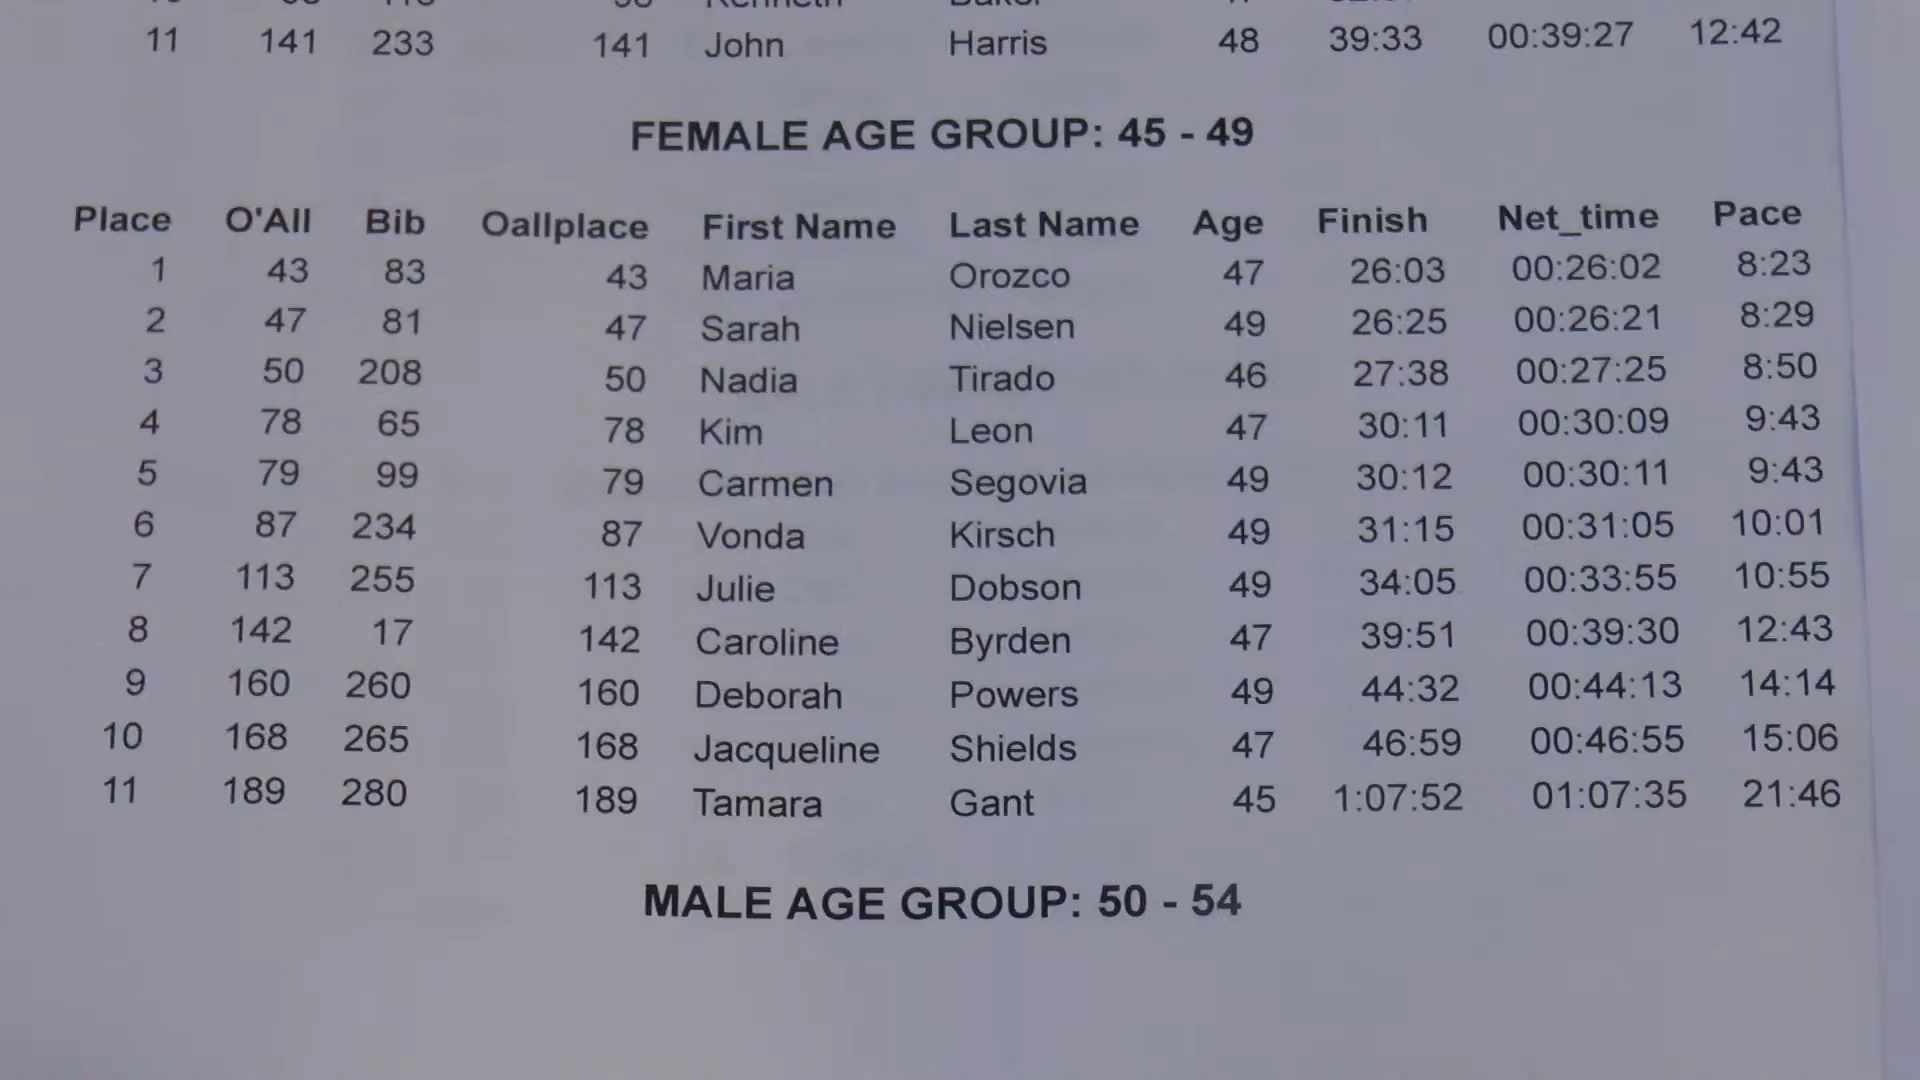 11 141 233 141 John Harris 48 39:33 00:39:27 12:42
FEMALE AGE GROUP: 45 - 49
Place O'All Bib Oallplace First Name Last Name Age Finish Net_time Pace
1 43 83 43 Maria Orozco 47 26:03 00:26:02 8:23
2 47 81 47 Sarah Nielsen 49 26:25 00:26:21 8:29
3 50 208 50 Nadia Tirado 46 27:38 00:27:25 8:50
4 78 65 78 Kim Leon 47 30:11 00:30:09 9:43
5 79 99 79 Carmen Segovia 49 30:12 00:30:11 9:43
6 87 234 87 Vonda Kirsch 49 31:15 00:31:05 10:01
7 113 255 113 Julie Dobson 49 34:05 00:33:55 10:55
8 142 17 142 Caroline Byrden 47 39:51 00:39:30 12:43
9 160 260 160 Deborah Powers 49 44:32 00:44:13 14:14
10 168 265 168 Jacqueline Shields 47 46:59 00:46:55 15:06
11 189 280 189 Tamara Gant 45 1:07:52 01:07:35 21:46
MALE AGE GROUP: 50 - 54